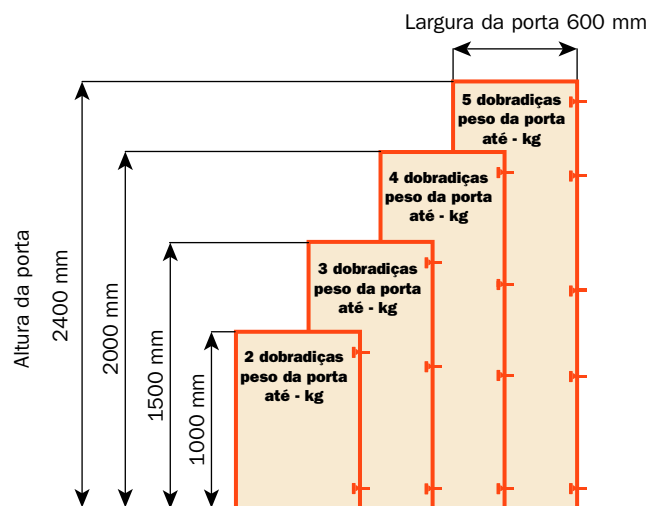 Largura da porta 600 mm
5 dobradiças
peso da porta
até - kg
4 dobradiças
peso da porta
até - kg
3 dobradiças
peso da porta
até - kg
2 dobradiças
peso da porta
até - kg
Altura da porta
2400 mm
2000 mm
1500 mm
1000 mm